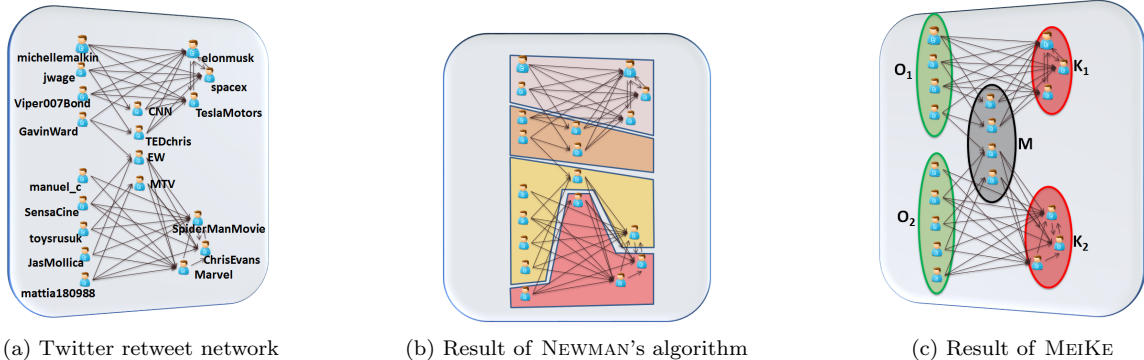 michellemalkin
elonmusk
jwage
spacex
Viper007Bond
CNN
TeslaMotors
GavinWard
TEDchris
EW
manuel_c
MTV
SensaCine
SpiderManMovie
toysrusuk
JasMollica
ChrisEvans
Marvel
mattia180988
(a) Twitter retweet network
(b) Result of NEWMAN's algorithm
O1
K1
M
O2
K2
(c) Result of MEIKE